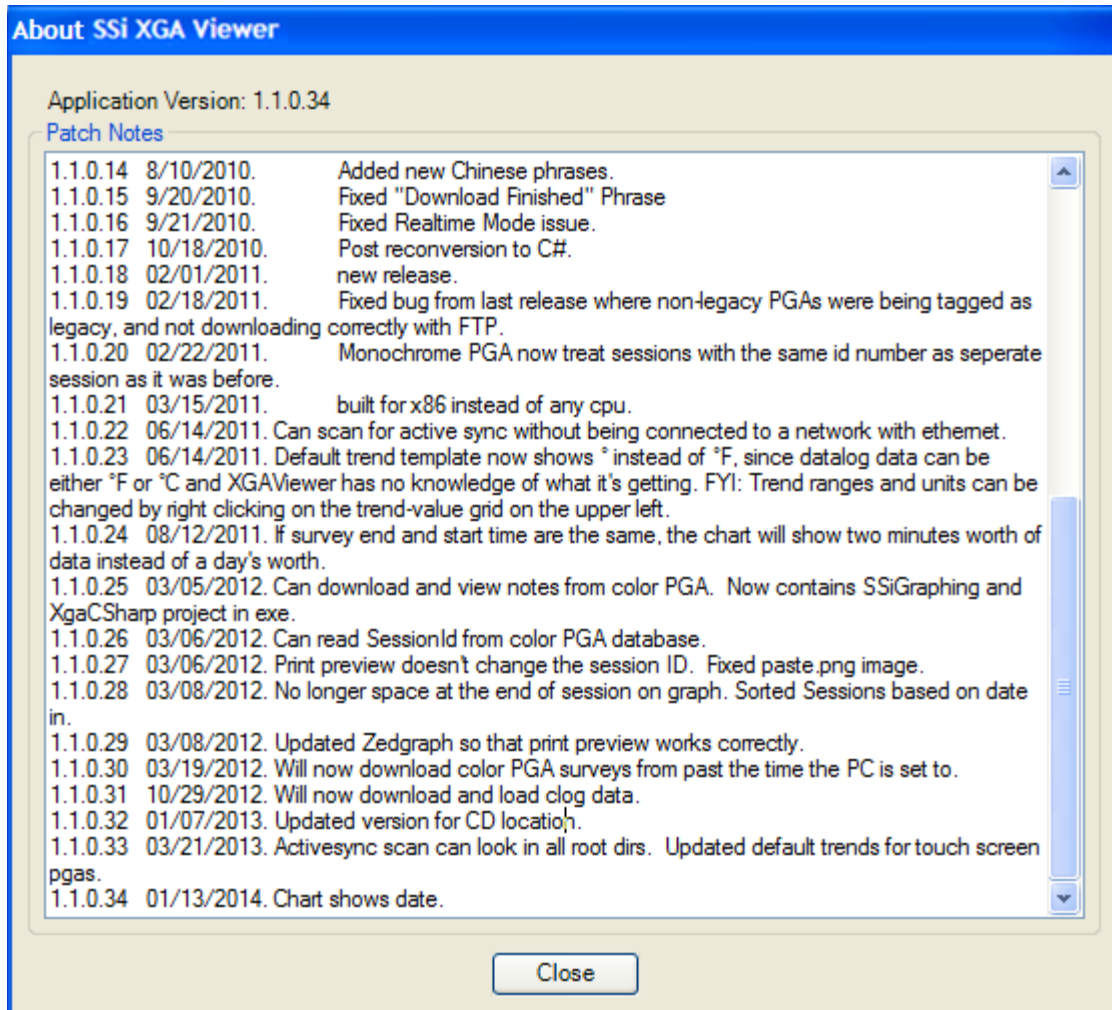 About SSi XGA Viewer
Application Version: 1.1.0.34
Patch Notes
1.1.0.14 8/10/2010. Added new Chinese phrases.
1.1.0.15 9/20/2010. Fixed "Download Finished" Phrase
1.1.0.16 9/21/2010. Fixed Realtime Mode issue.
1.1.0.17 10/18/2010. Post reconversion to C#.
1.1.0.18 02/01/2011. new release.
1.1.0.19 02/18/2011. Fixed bug from last release where non-legacy PGAs were being tagged as
legacy, and not downloading correctly with FTP.
1.1.0.20 02/22/2011. Monochrome PGA now treat sessions with the same id number as seperate
session as it was before.
1.1.0.21 03/15/2011. built for x86 instead of any cpu.
1.1.0.22 06/14/2011. Can scan for active sync without being connected to a network with ethernet.
1.1.0.23 06/14/2011. Default trend template now shows ° instead of °F, since datalog data can be
either °F or °C and XGAViewer has no knowledge of what it's getting. FYI: Trend ranges and units can be
changed by right clicking on the trend-value grid on the upper left.
1.1.0.24 08/12/2011. If survey end and start time are the same, the chart will show two minutes worth of
data instead of a day's worth.
1.1.0.25 03/05/2012. Can download and view notes from color PGA. Now contains SSiGraphing and
XgaCSharp project in exe.
1.1.0.26 03/06/2012. Can read SessionId from color PGA database.
1.1.0.27 03/06/2012. Print preview doesn't change the session ID. Fixed paste.png image.
1.1.0.28 03/08/2012. No longer space at the end of session on graph. Sorted Sessions based on date
in.
1.1.0.29 03/08/2012. Updated Zedgraph so that print preview works correctly.
1.1.0.30 03/19/2012. Will now download color PGA surveys from past the time the PC is set to.
1.1.0.31 10/29/2012. Will now download and load clog data.
1.1.0.32 01/07/2013. Updated version for CD location.
1.1.0.33 03/21/2013. Activesync scan can look in all root dirs. Updated default trends for touch screen
pgas.
1.1.0.34 01/13/2014. Chart shows date.
Close